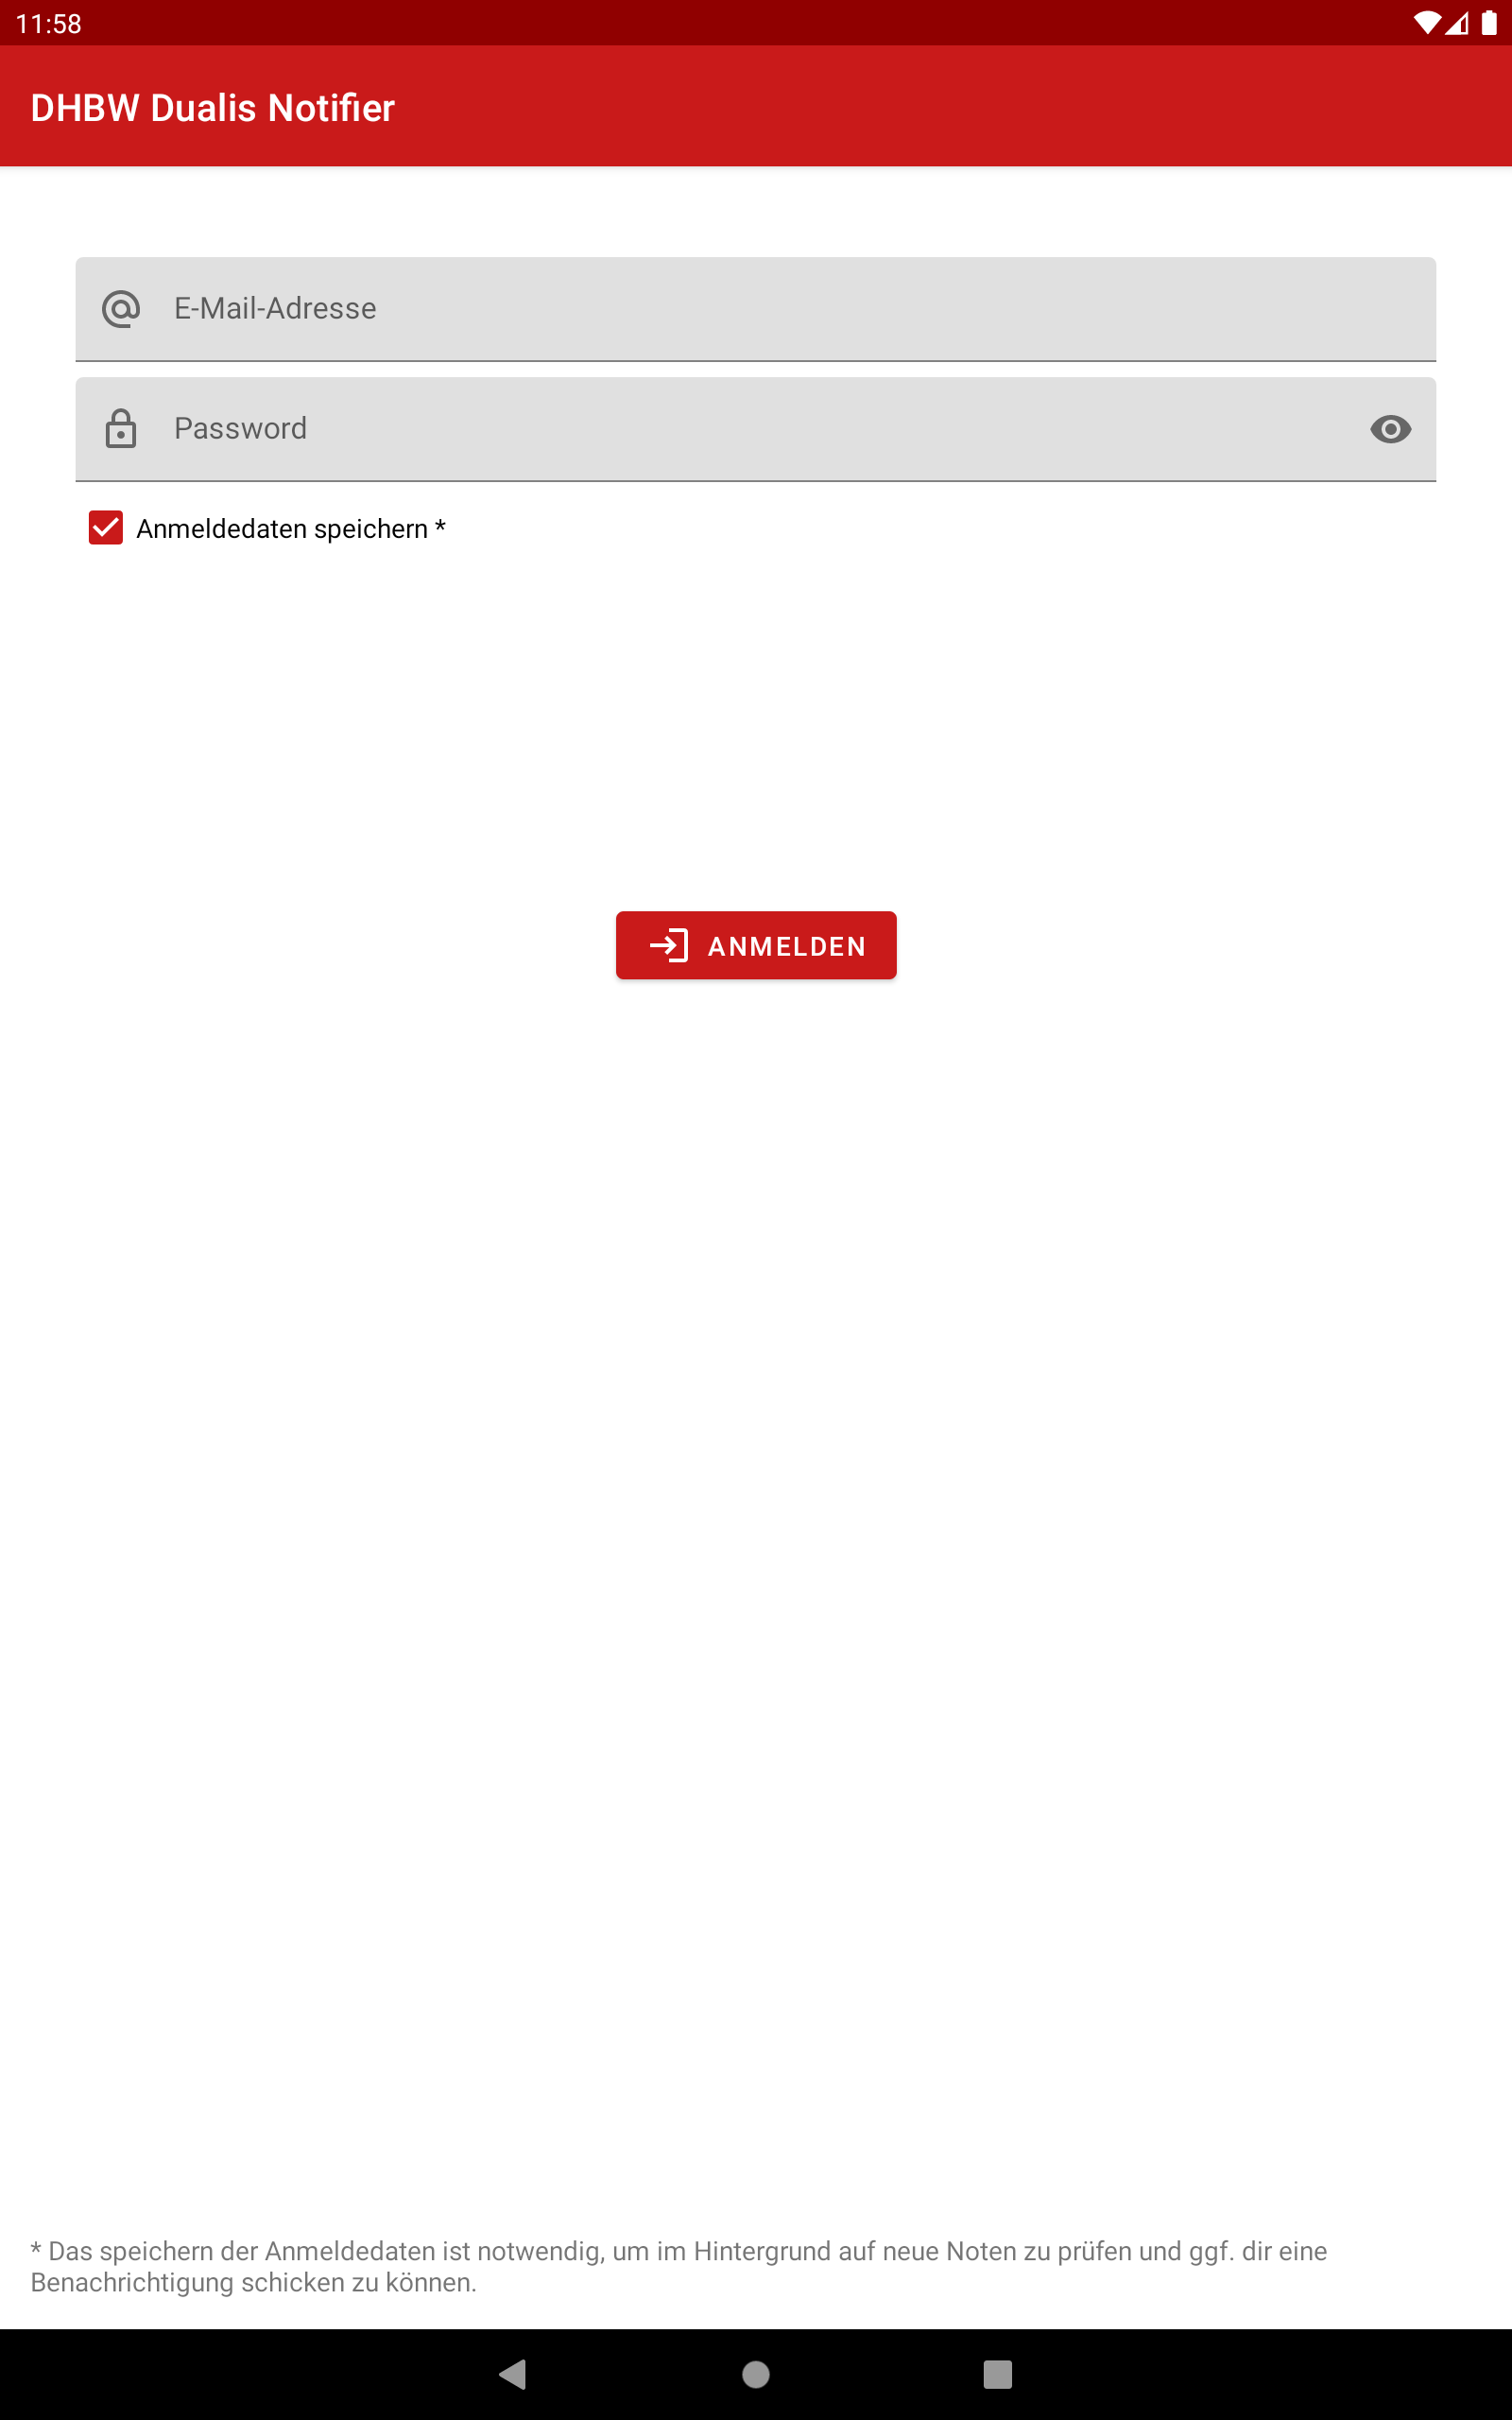 11:58
DHBW Dualis Notifier
E-Mail-Adresse
Password
Anmeldedaten speichern *
ANMELDEN
* Das speichern der Anmeldedaten ist notwendig, um im Hintergrund auf neue Noten zu prüfen und ggf. dir eine
Benachrichtigung schicken zu können.